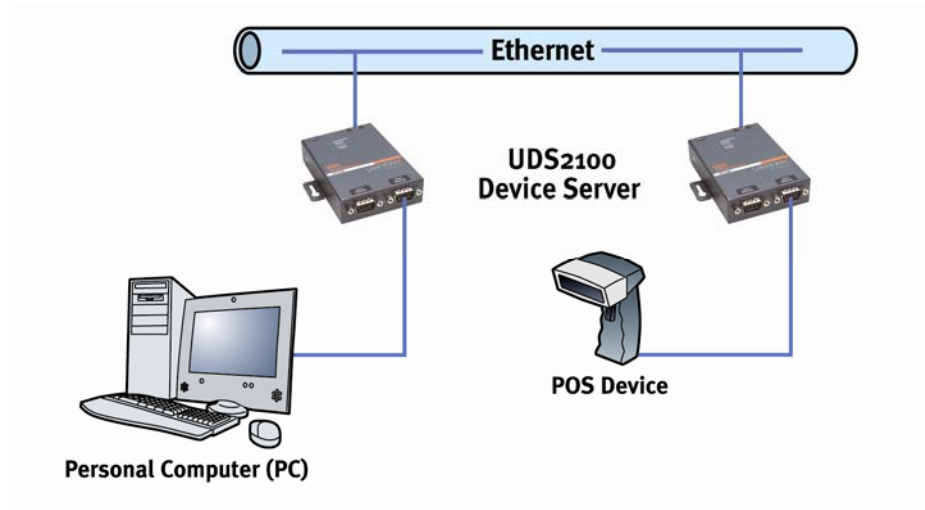 Ethernet
UDS2100
Device Server
POS Device
Personal Computer (PC)